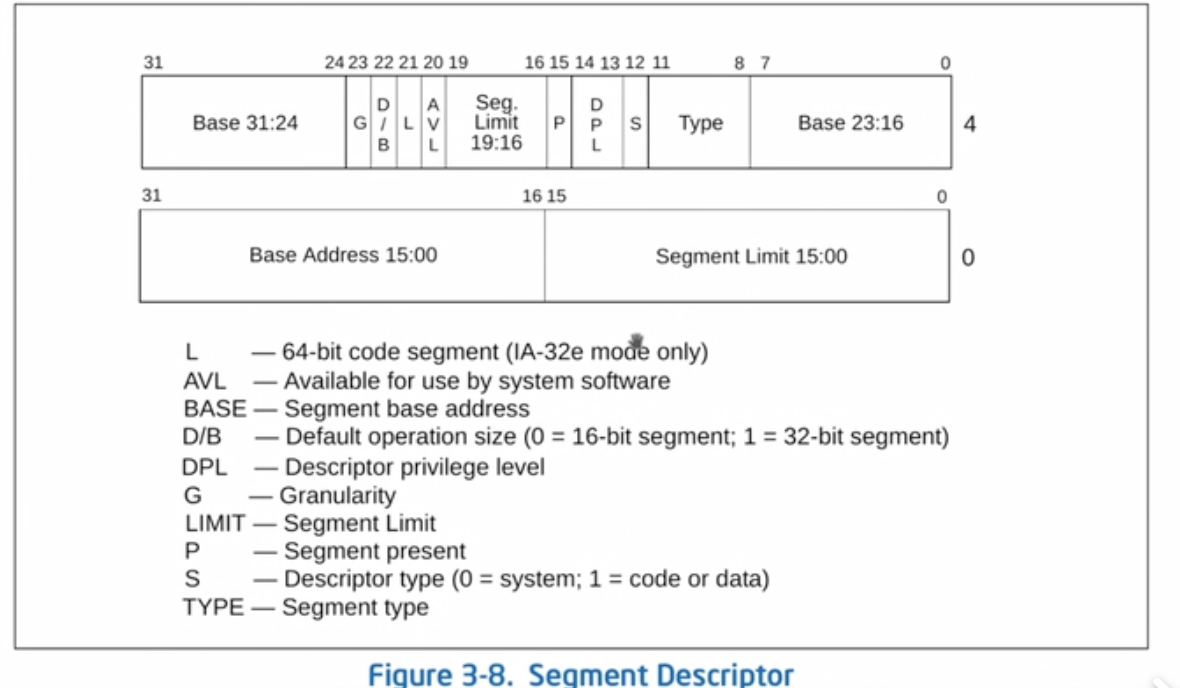 31 24 23 22 21 20 19 16 15 14 13 12 11 8 7 0
Base 31:24 G D/B L AVL Seg. Limit 19:16 P DPL S Type Base 23:16 4
31 16 15 0
Base Address 15:00 Segment Limit 15:00 0
L — 64-bit code segment (IA-32e mode only)
AVL — Available for use by system software
BASE — Segment base address
D/B — Default operation size (0 = 16-bit segment; 1 = 32-bit segment)
DPL — Descriptor privilege level
G — Granularity
LIMIT — Segment Limit
P — Segment present
S — Descriptor type (0 = system; 1 = code or data)
TYPE — Segment type
Figure 3-8. Segment Descriptor